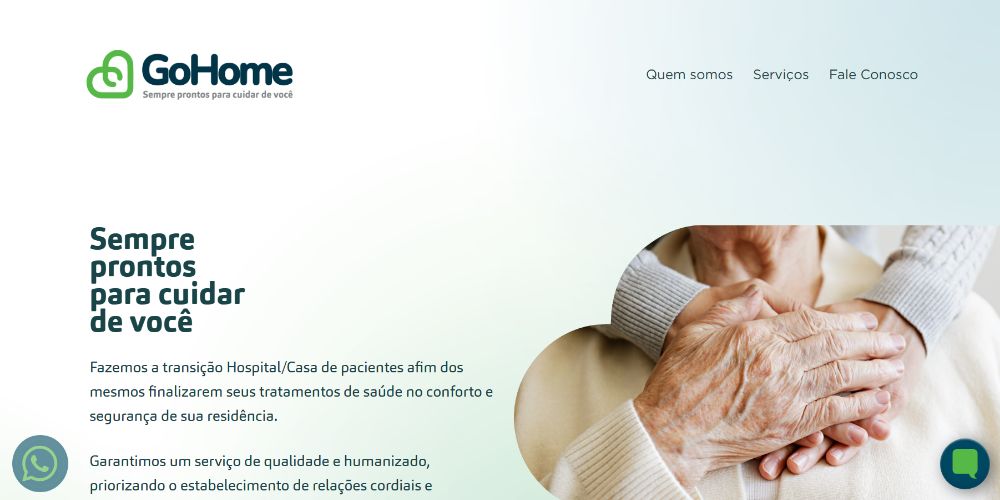 GoHome
Sempre prontos para cuidar de você
Quem somos
Serviços
Fale Conosco
Sempre
prontos
para cuidar
de você
Fazemos a transição Hospital/Casa de pacientes afim dos
mesmos finalizarem seus tratamentos de saúde no conforto e
segurança de sua residência.
Garantimos um serviço de qualidade e humanizado,
priorizando o estabelecimento de relações cordiais e